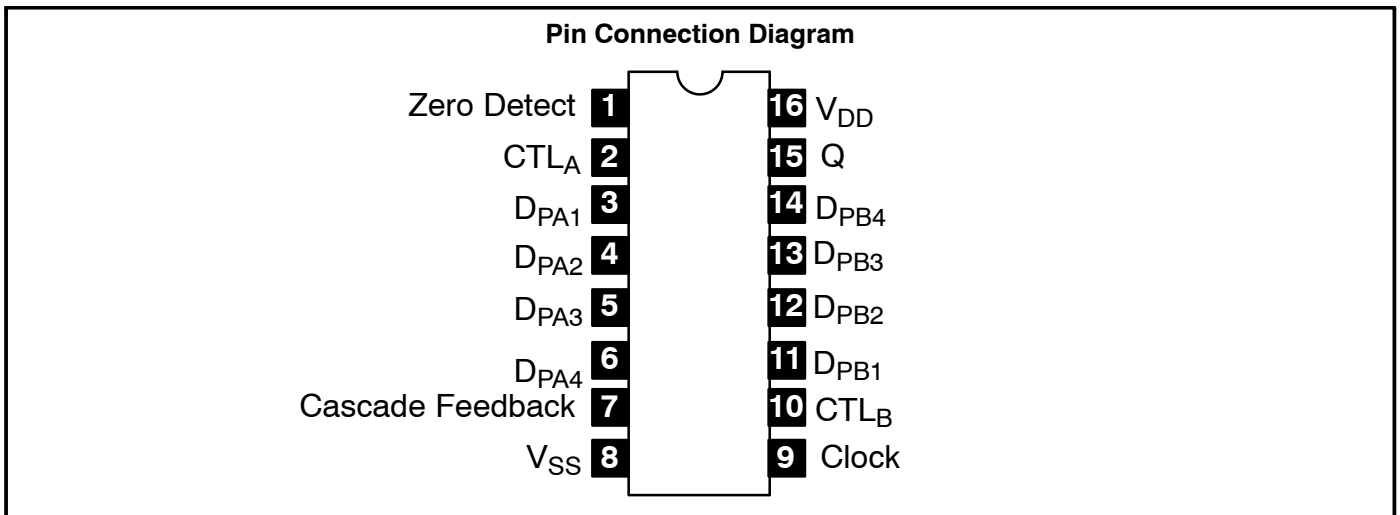 Pin Connection Diagram
Zero Detect 1 16 VDD
CTLA 2 15 Q
DPA1 3 14 DPB4
DPA2 4 13 DPB3
DPA3 5 12 DPB2
DPA4 6 11 DPB1
Cascade Feedback 7 10 CTLB
VSS 8 9 Clock